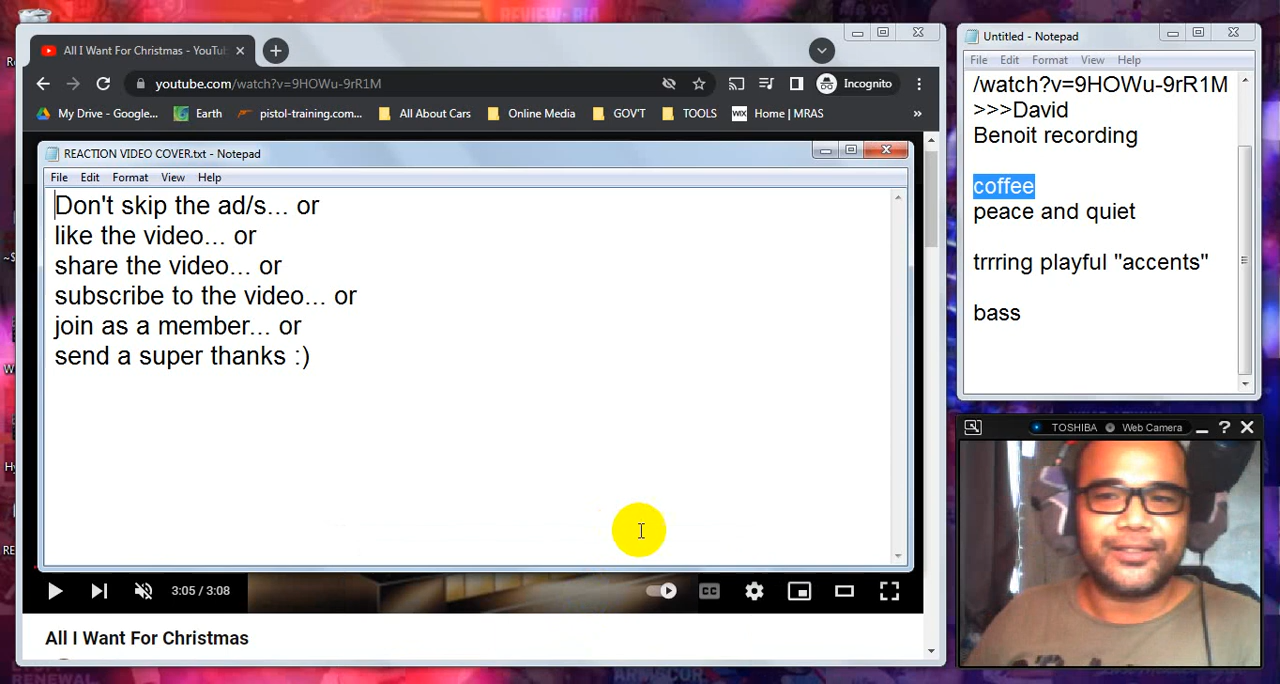 RENEWAL
All I Want For Christmas - YouTu
youtube.com/watch?v=9HOWu-9rR1M
Incognito
My Drive - Google...
Earth
pistol-training.com...
All About Cars
Online Media
GOV'T
TOOLS
WIX
Home | MRAS
»
REACTION VIDEO COVER.txt - Notepad
File Edit Format View Help
Don't skip the ad/s... or
like the video... or
share the video... or
subscribe to the video... or
join as a member... or
send a super thanks :)
3:05 / 3:08
CC
All I Want For Christmas
Untitled - Notepad
File Edit Format View Help
/watch?v=9HOWu-9rR1M
>>>David
Benoit recording
coffee
peace and quiet
trrring playful "accents"
bass
TOSHIBA Web Camera